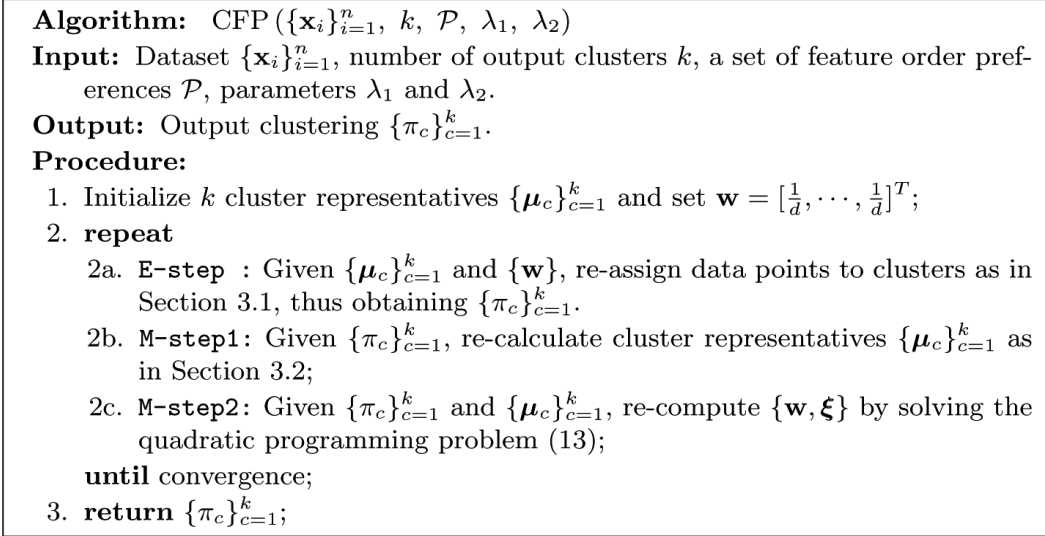 Algorithm: CFP ({x_i}_{i=1}^n, k, P, λ_1, λ_2)
Input: Dataset {x_i}_{i=1}^n, number of output clusters k, a set of feature order pref-
erences P, parameters λ_1 and λ_2.
Output: Output clustering {π_c}_{c=1}^k.
Procedure:
1. Initialize k cluster representatives {μ_c}_{c=1}^k and set w = [1/d, ⋯, 1/d]^T;
2. repeat
2a. E-step : Given {μ_c}_{c=1}^k and {w}, re-assign data points to clusters as in
Section 3.1, thus obtaining {π_c}_{c=1}^k.
2b. M-step1: Given {π_c}_{c=1}^k, re-calculate cluster representatives {μ_c}_{c=1}^k as
in Section 3.2;
2c. M-step2: Given {π_c}_{c=1}^k and {μ_c}_{c=1}^k, re-compute {w, ξ} by solving the
quadratic programming problem (13);
until convergence;
3. return {π_c}_{c=1}^k;